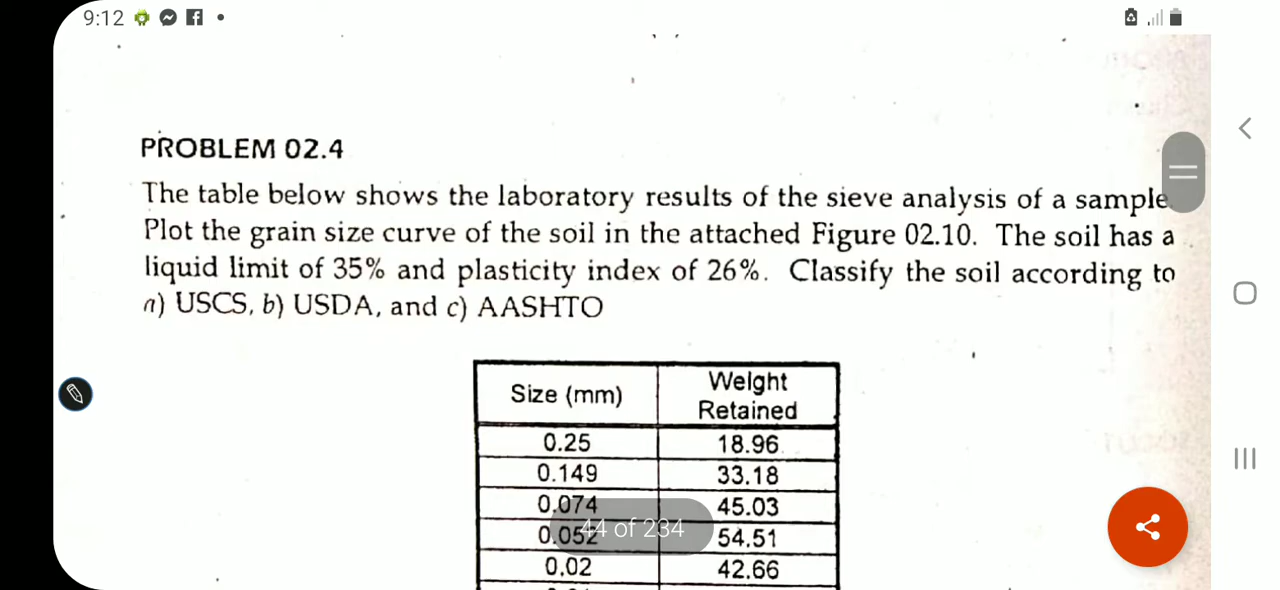 9:12
PROBLEM 02.4
The table below shows the laboratory results of the sieve analysis of a sample.
Plot the grain size curve of the soil in the attached Figure 02.10. The soil has a
liquid limit of 35% and plasticity index of 26%. Classify the soil according to
a) USCS, b) USDA, and c) AASHTO
Size (mm) Weight Retained
0.25 18.96
0.149 33.18
0.074 45.03
44 of 234
0.052 54.51
0.02 42.66